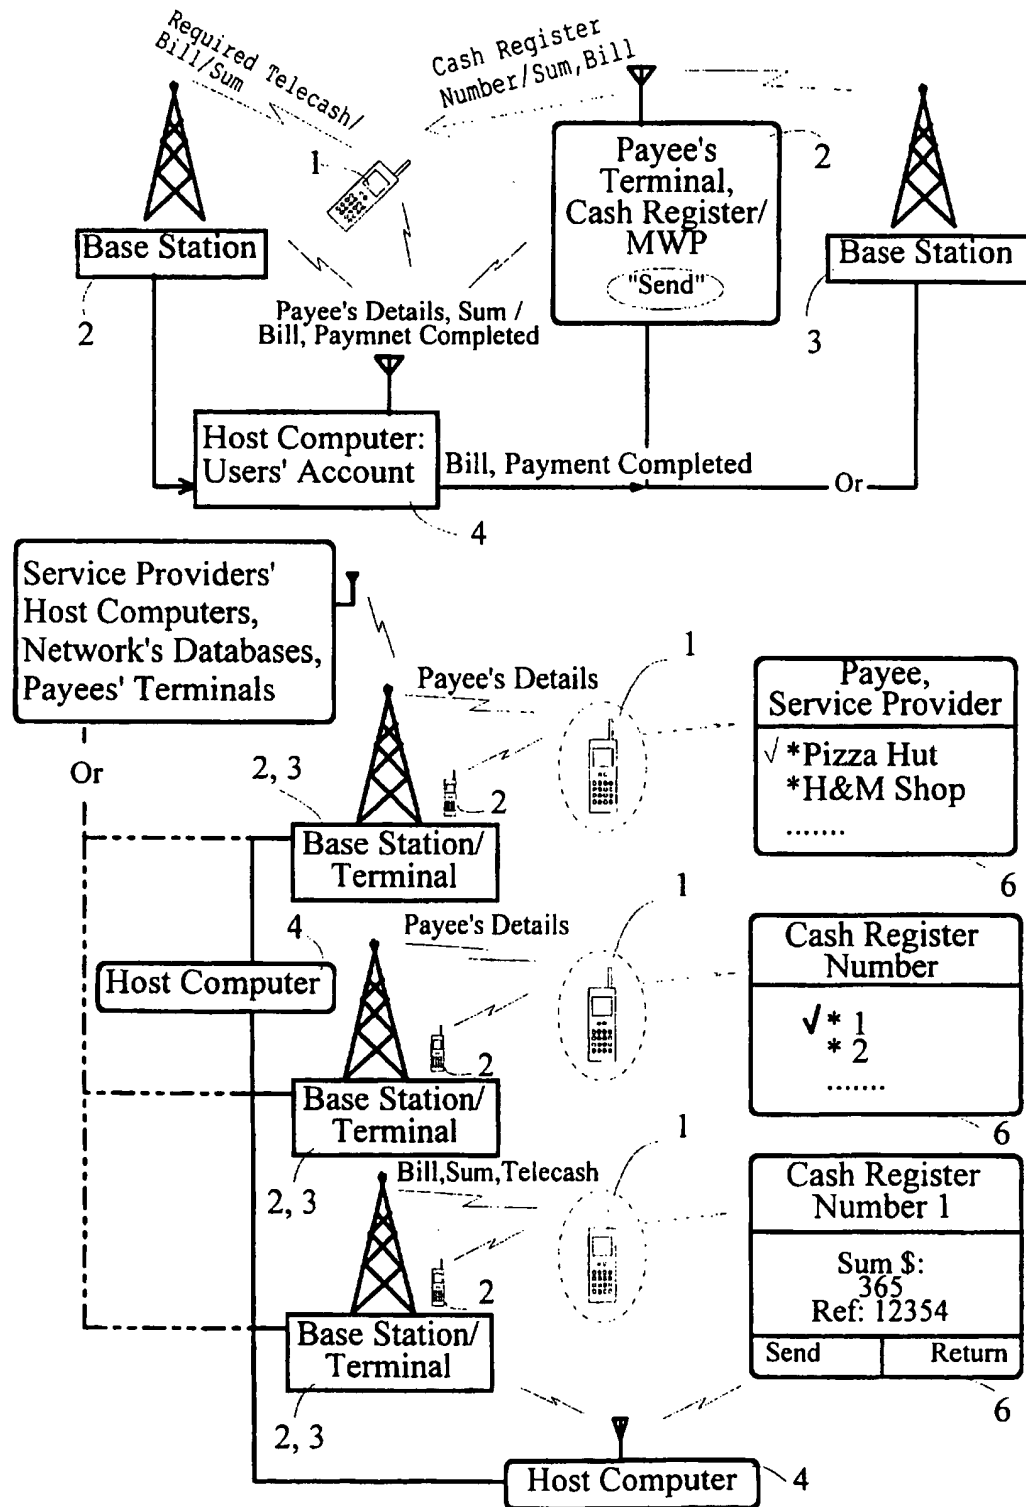 Required Telecash/
Bill/Sum
Cash Register
Number/Sum,Bill
1
2
Payee's
Terminal,
Cash Register/
MWP
"Send"
Base Station
2
Base Station
3
Payee's Details, Sum /
Bill, Paymnet Completed
Host Computer:
Users' Account
Bill, Payment Completed
Or
4
Service Providers'
Host Computers,
Network's Databases,
Payees' Terminals
Or
Payee's Details
1
2, 3
2
Base Station/
Terminal
Payee,
Service Provider
√ *Pizza Hut
*H&M Shop
.......
6
4
Host Computer
Payee's Details
1
2
Base Station/
Terminal
2, 3
Cash Register
Number
√ * 1
* 2
.......
6
Bill,Sum,Telecash
1
2
Base Station/
Terminal
2, 3
Cash Register
Number 1
Sum $:
365
Ref: 12354
Send Return
6
Host Computer
4